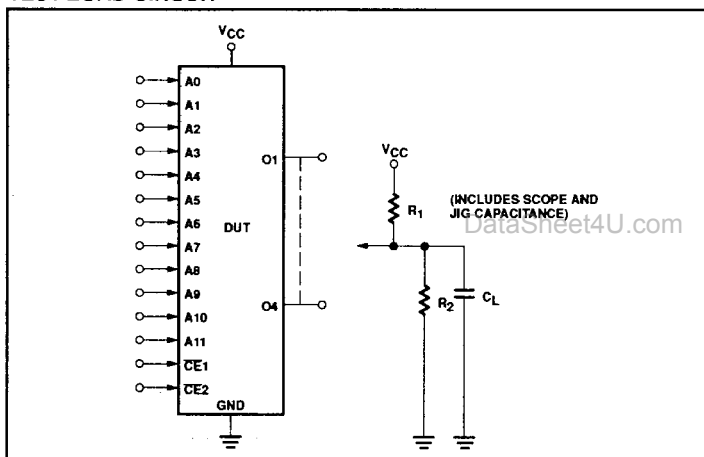 VCC
A0
A1
A2
A3
A4
A5
A6
A7
A8
A9
A10
A11
CE1
CE2
DUT
O1
O4
GND
VCC
R1
(INCLUDES SCOPE AND
JIG CAPACITANCE)
DataSheet4U.com
R2
CL